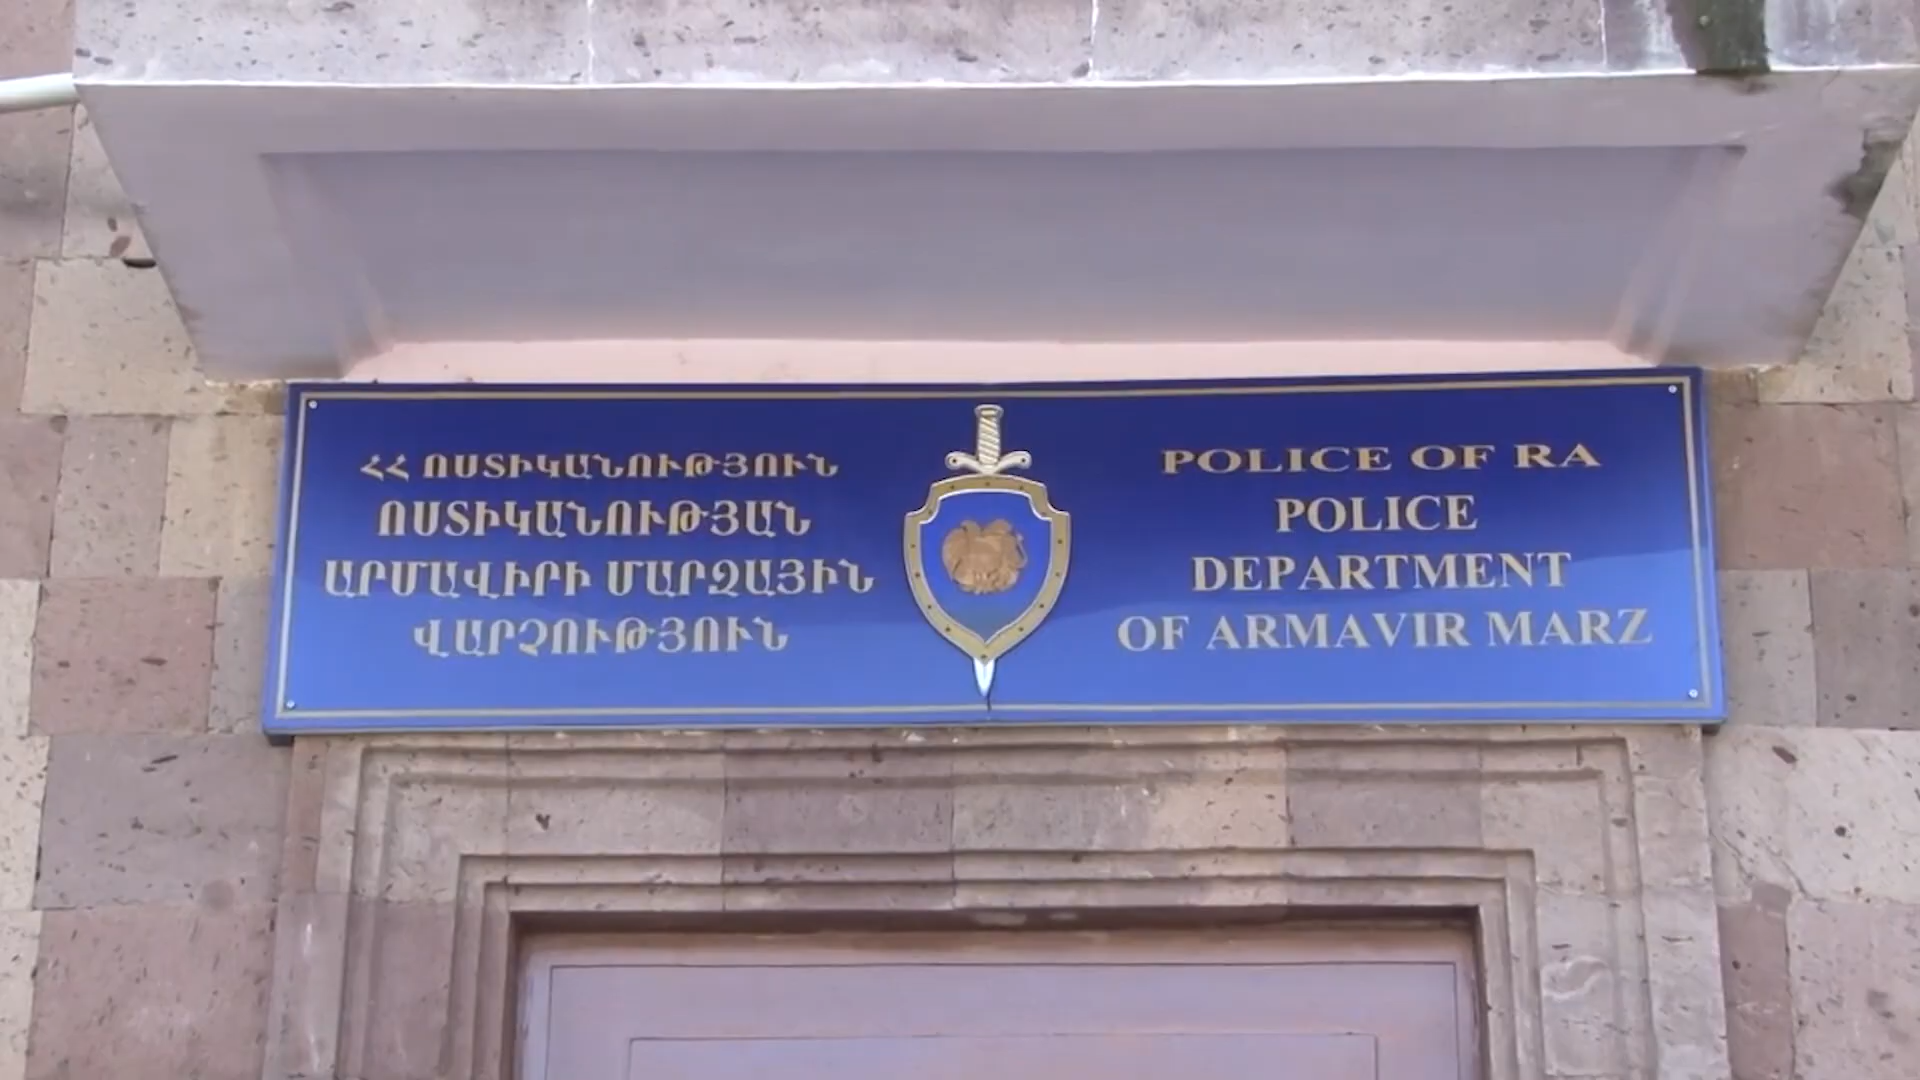 ՀՀ ՈՍՏԻԿԱՆՈՒԹՅՈՒՆ
ՈՍՏԻԿԱՆՈՒԹՅԱՆ
ԱՐՄԱՎԻՐԻ ՄԱՐԶԱՅԻՆ
ՎԱՐՉՈՒԹՅՈՒՆ
POLICE OF RA
POLICE
DEPARTMENT
OF ARMAVIR MARZ